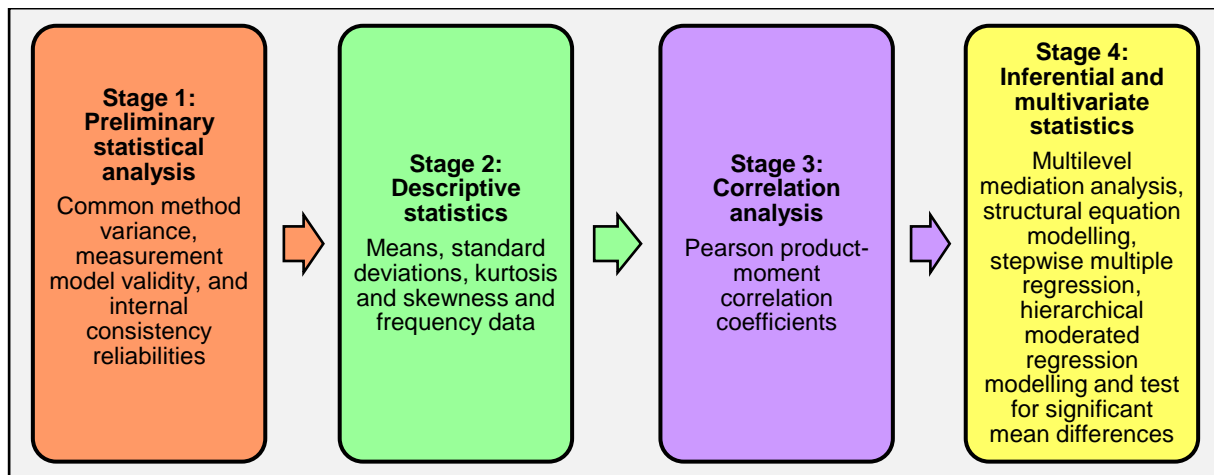 Stage 1:
Preliminary
statistical
analysis
Common method
variance,
measurement
model validity, and
internal
consistency
reliabilities
Stage 2:
Descriptive
statistics
Means, standard
deviations, kurtosis
and skewness and
frequency data
Stage 3:
Correlation
analysis
Pearson product-
moment
correlation
coefficients
Stage 4:
Inferential and
multivariate
statistics
Multilevel
mediation analysis,
structural equation
modelling,
stepwise multiple
regression,
hierarchical
moderated
regression
modelling and test
for significant
mean differences